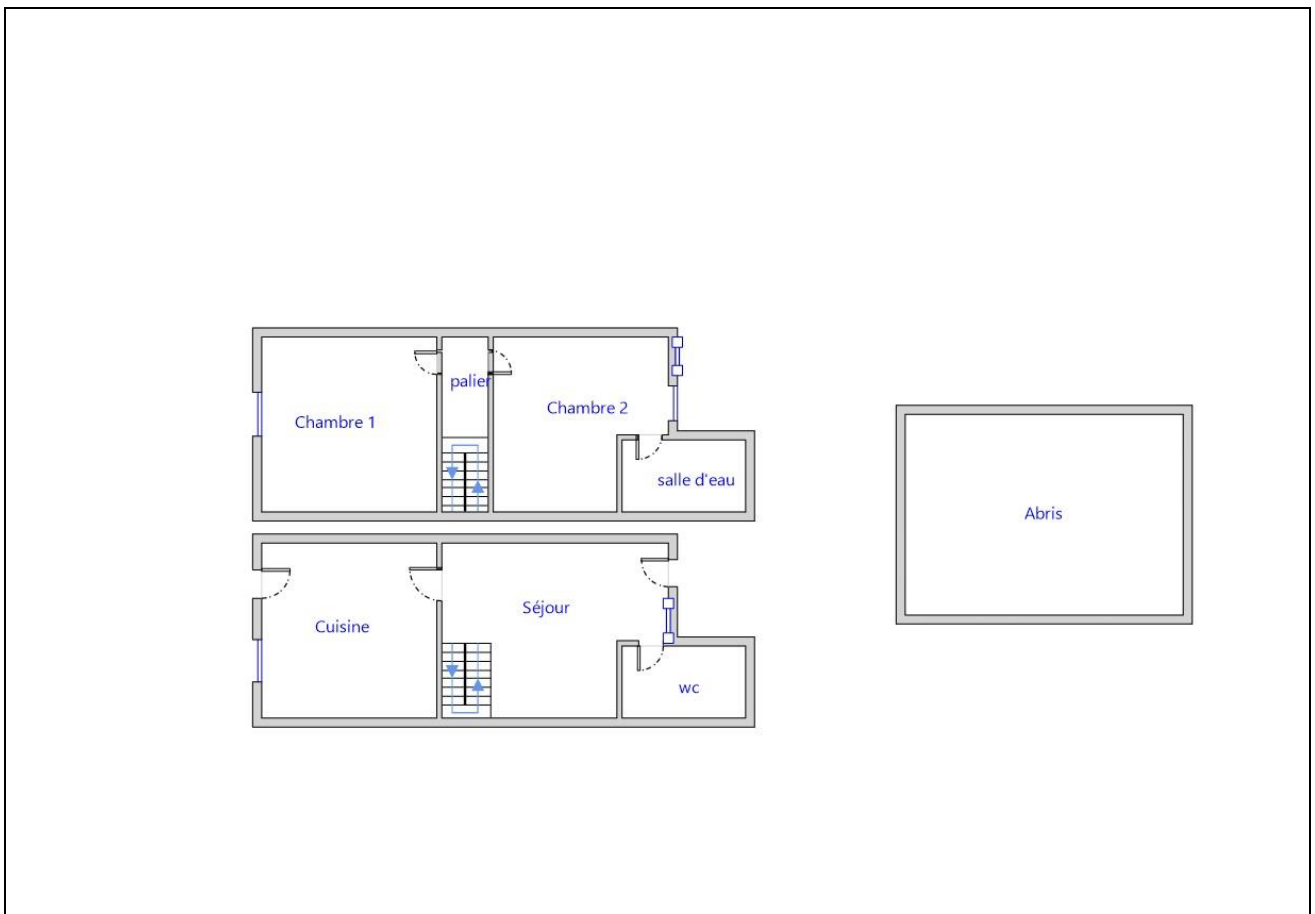 palier
Chambre 1
Chambre 2
salle d'eau
Abris
Séjour
Cuisine
wc